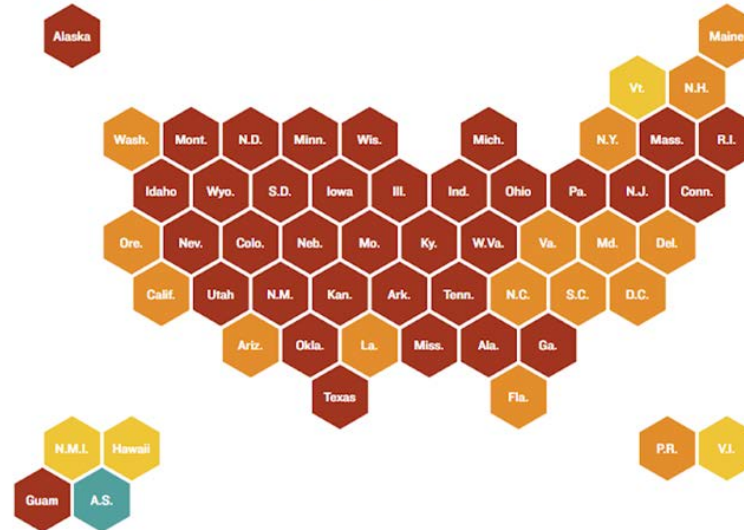 Alaska Maine
Vt. N.H.
Wash. Mont. N.D. Minn. Wis. Mich. N.Y. Mass. R.I.
Idaho Wyo. S.D. Iowa Ill. Ind. Ohio Pa. N.J. Conn.
Ore. Nev. Colo. Neb. Mo. Ky. W.Va. Va. Md. Del.
Calif. Utah N.M. Kan. Ark. Tenn. N.C. S.C. D.C.
Ariz. Okla. La. Miss. Ala. Ga.
Texas Fla.
N.M.I. Hawaii P.R. V.I.
Guam A.S.